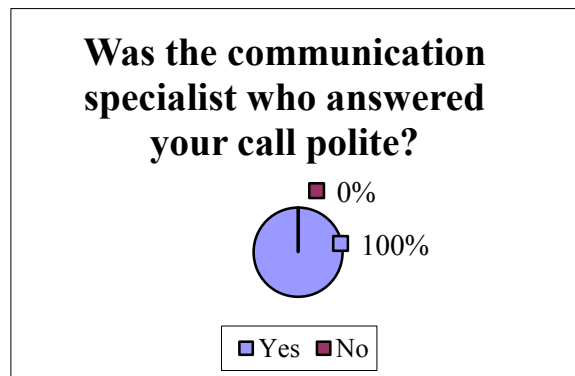 Was the communication
specialist who answered
your call polite?
0%
100%
Yes No